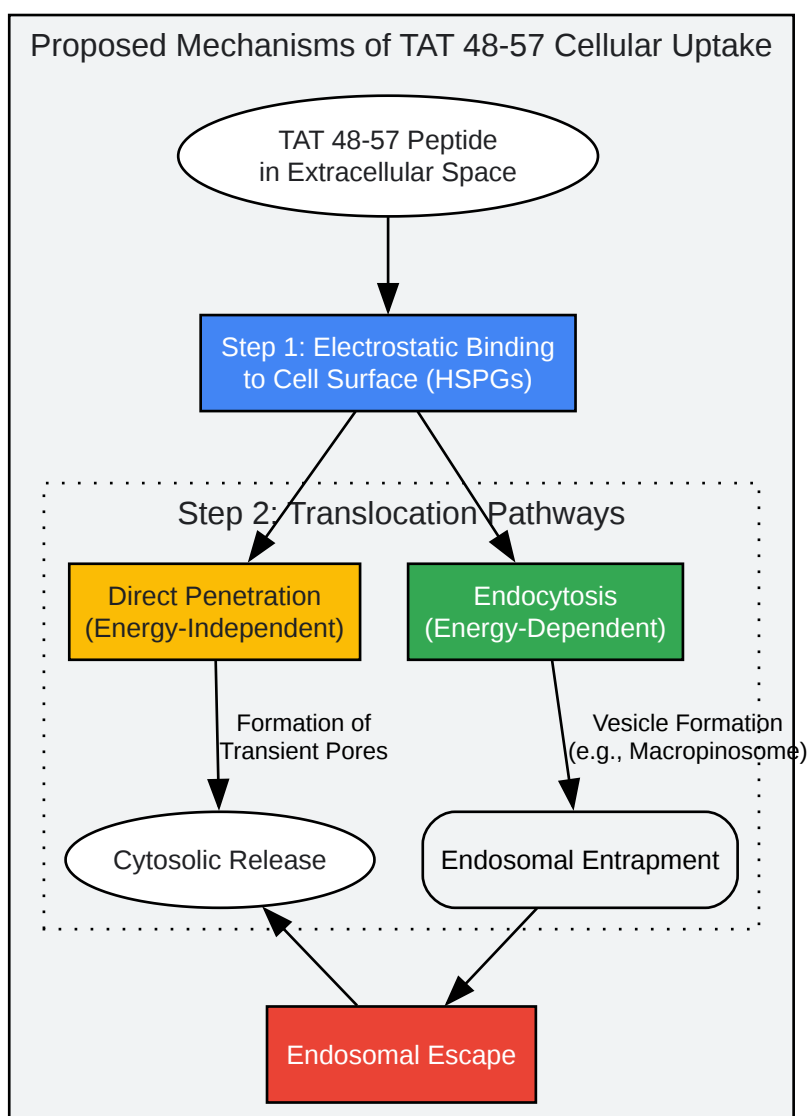 Proposed Mechanisms of TAT 48-57 Cellular Uptake
TAT 48-57 Peptide
in Extracellular Space
Step 1: Electrostatic Binding
to Cell Surface (HSPGs)
Step 2: Translocation Pathways
Direct Penetration
(Energy-Independent)
Endocytosis
(Energy-Dependent)
Formation of
Transient Pores
Vesicle Formation
(e.g., Macropinosome)
Cytosolic Release
Endosomal Entrapment
Endosomal Escape